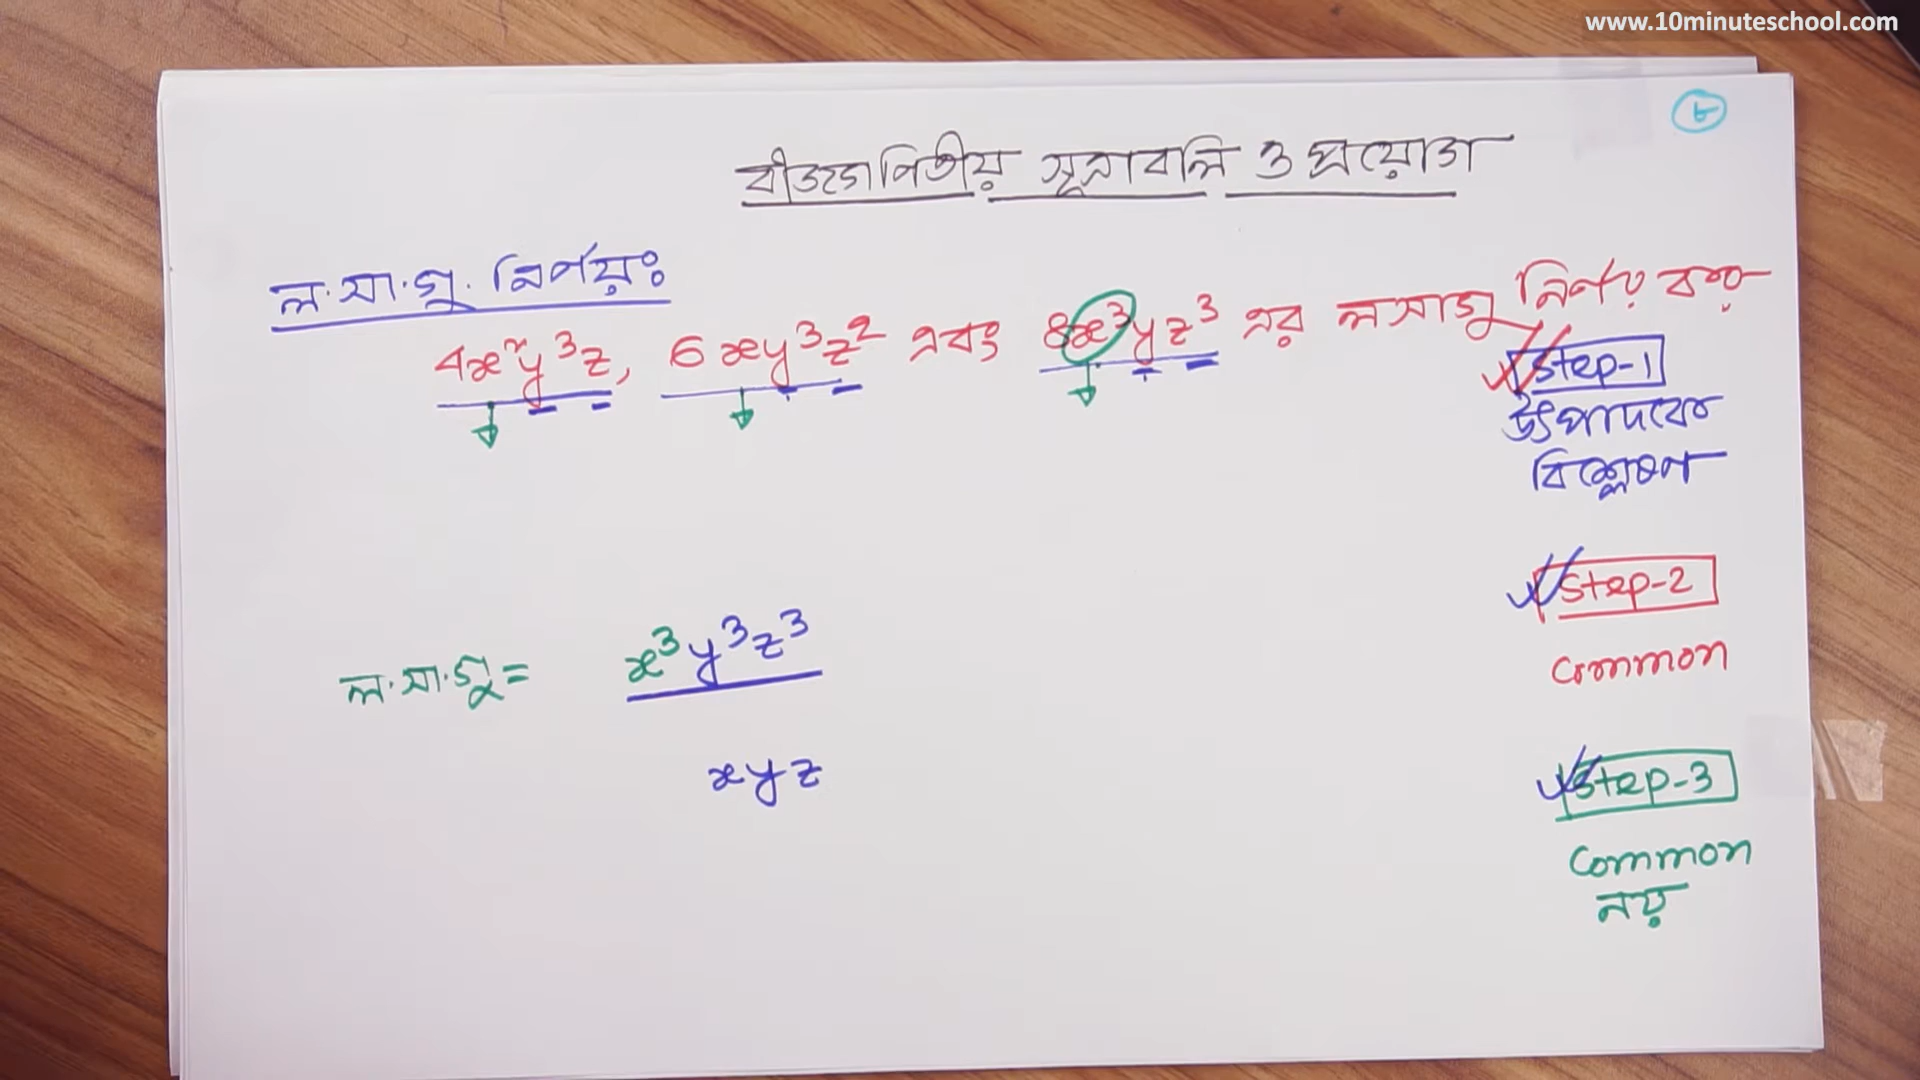 www.10minuteschool.com
৮
বীজগাণিতীয় সূত্রাবলি ও প্রয়োগ
ল.সা.গু. নির্ণয়ঃ
4x²y³z, 6xy³z² এবং 8x³yz³ এর লসাগু নির্ণয় কর
Step-1
উৎপাদকের
বিশ্লেষণ
Step-2
common
ল.সা.গু = x³y³z³
xyz
Step-3
common
নয়